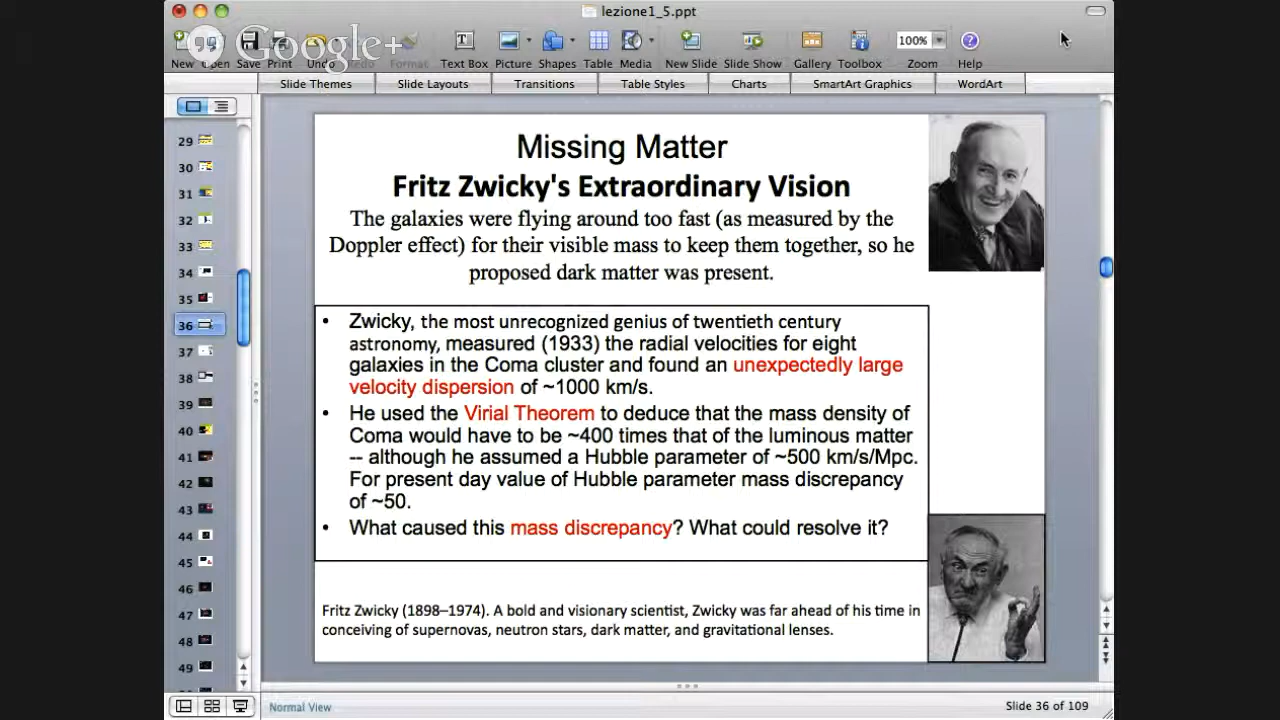 lezione1_5.ppt
Google+
New Open Save Print Undo Redo Format Text Box Picture Shapes Table Media New Slide Slide Show Gallery Toolbox Zoom Help
100%
Slide Themes Slide Layouts Transitions Table Styles Charts SmartArt Graphics WordArt
29
30
31
32
33
34
35
36
37
38
39
40
41
42
43
44
45
46
47
48
49
Missing Matter
Fritz Zwicky's Extraordinary Vision
The galaxies were flying around too fast (as measured by the
Doppler effect) for their visible mass to keep them together, so he
proposed dark matter was present.
• Zwicky, the most unrecognized genius of twentieth century
astronomy, measured (1933) the radial velocities for eight
galaxies in the Coma cluster and found an unexpectedly large
velocity dispersion of ~1000 km/s.
• He used the Virial Theorem to deduce that the mass density of
Coma would have to be ~400 times that of the luminous matter
-- although he assumed a Hubble parameter of ~500 km/s/Mpc.
For present day value of Hubble parameter mass discrepancy
of ~50.
• What caused this mass discrepancy? What could resolve it?
Fritz Zwicky (1898–1974). A bold and visionary scientist, Zwicky was far ahead of his time in
conceiving of supernovas, neutron stars, dark matter, and gravitational lenses.
Normal View
Slide 36 of 109